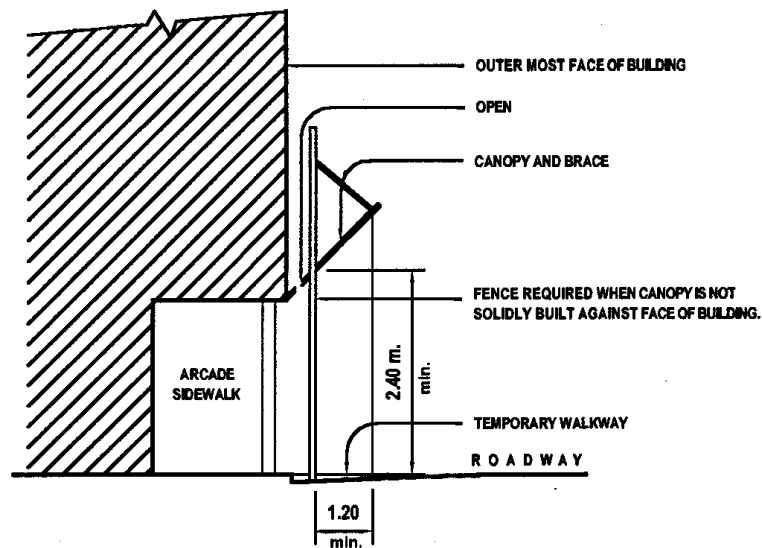 OUTER MOST FACE OF BUILDING
OPEN
CANOPY AND BRACE
FENCE REQUIRED WHEN CANOPY IS NOT
SOLIDLY BUILT AGAINST FACE OF BUILDING.
ARCADE
SIDEWALK
2.40 m.
min.
TEMPORARY WALKWAY
ROADWAY
1.20
min.